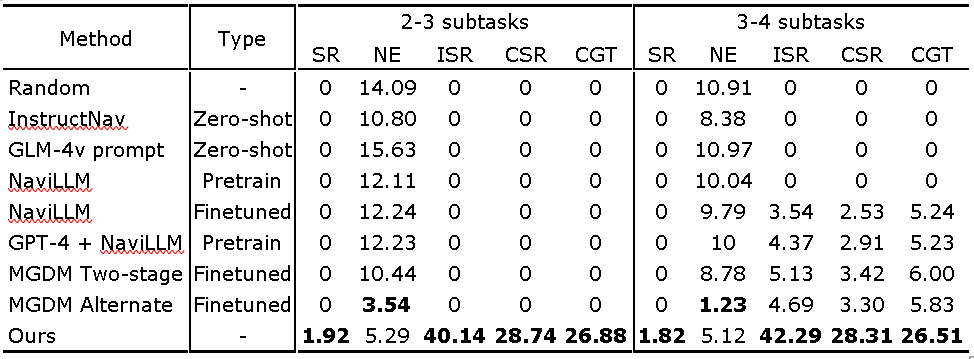 Method Type 2-3 subtasks 3-4 subtasks
SR NE ISR CSR CGT SR NE ISR CSR CGT
Random - 0 14.09 0 0 0 0 10.91 0 0 0
InstructNav Zero-shot 0 10.80 0 0 0 0 8.38 0 0 0
GLM-4v prompt Zero-shot 0 15.63 0 0 0 0 10.97 0 0 0
NaviLLM Pretrain 0 12.11 0 0 0 0 10.04 0 0 0
NaviLLM Finetuned 0 12.24 0 0 0 0 9.79 3.54 2.53 5.24
GPT-4 + NaviLLM Pretrain 0 12.23 0 0 0 0 10 4.37 2.91 5.23
MGDM Two-stage Finetuned 0 10.44 0 0 0 0 8.78 5.13 3.42 6.00
MGDM Alternate Finetuned 0 3.54 0 0 0 0 1.23 4.69 3.30 5.83
Ours - 1.92 5.29 40.14 28.74 26.88 1.82 5.12 42.29 28.31 26.51